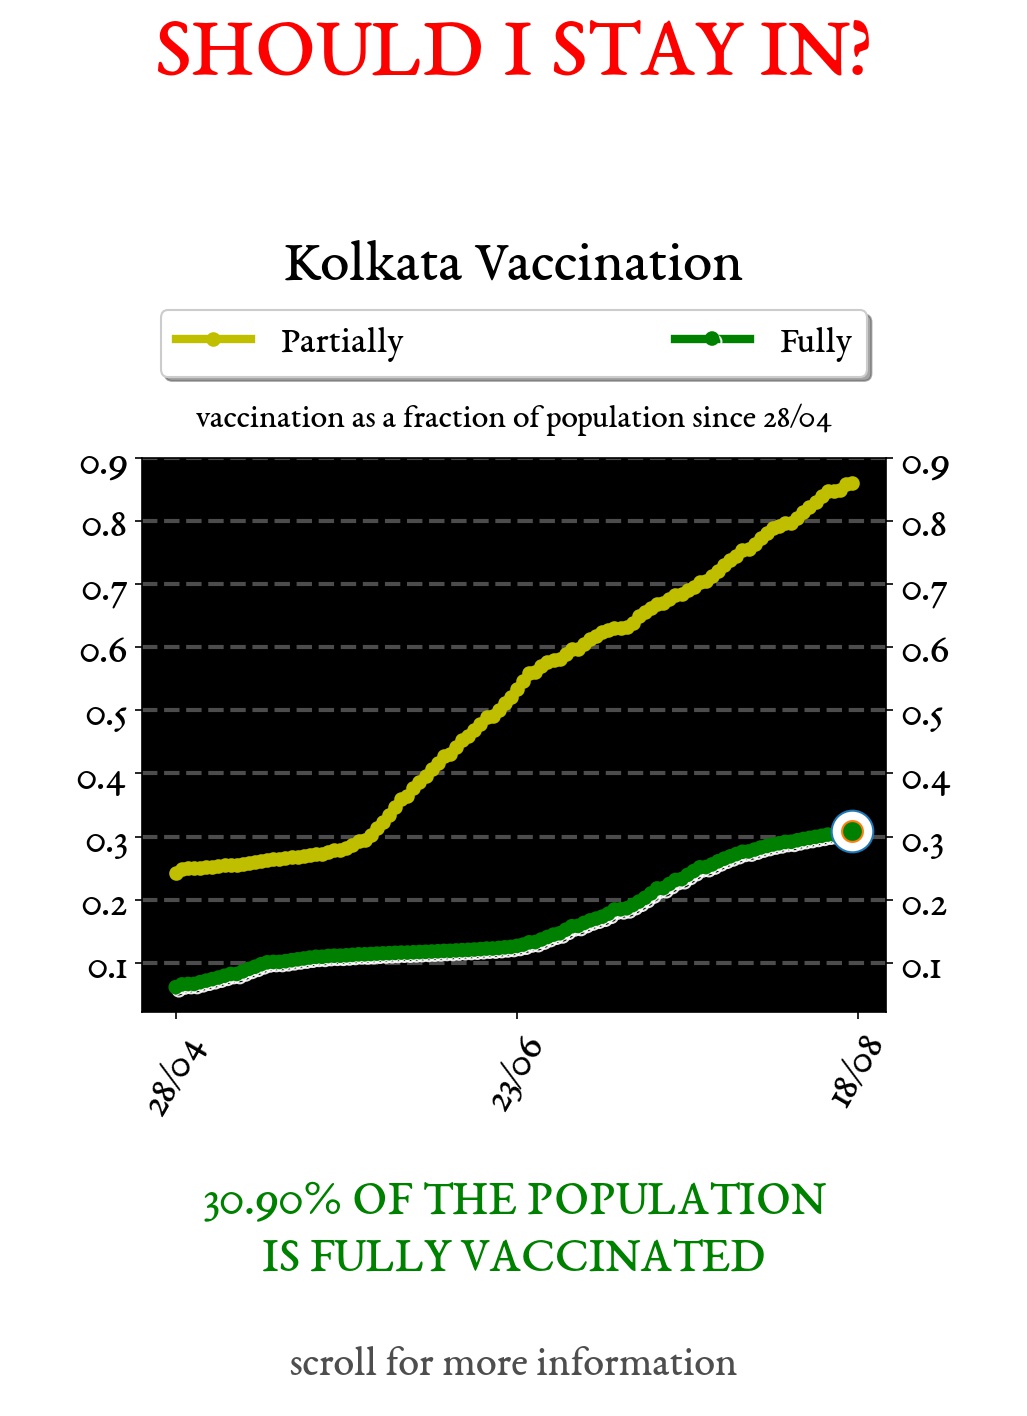 SHOULD I STAY IN?
Kolkata Vaccination
Partially Fully
vaccination as a fraction of population since 28/04
0.9 0.9
0.8 0.8
0.7 0.7
0.6 0.6
0.5 0.5
0.4 0.4
0.3 0.3
0.2 0.2
0.1 0.1
28/04 23/06 18/08
30.90% OF THE POPULATION
IS FULLY VACCINATED
scroll for more information